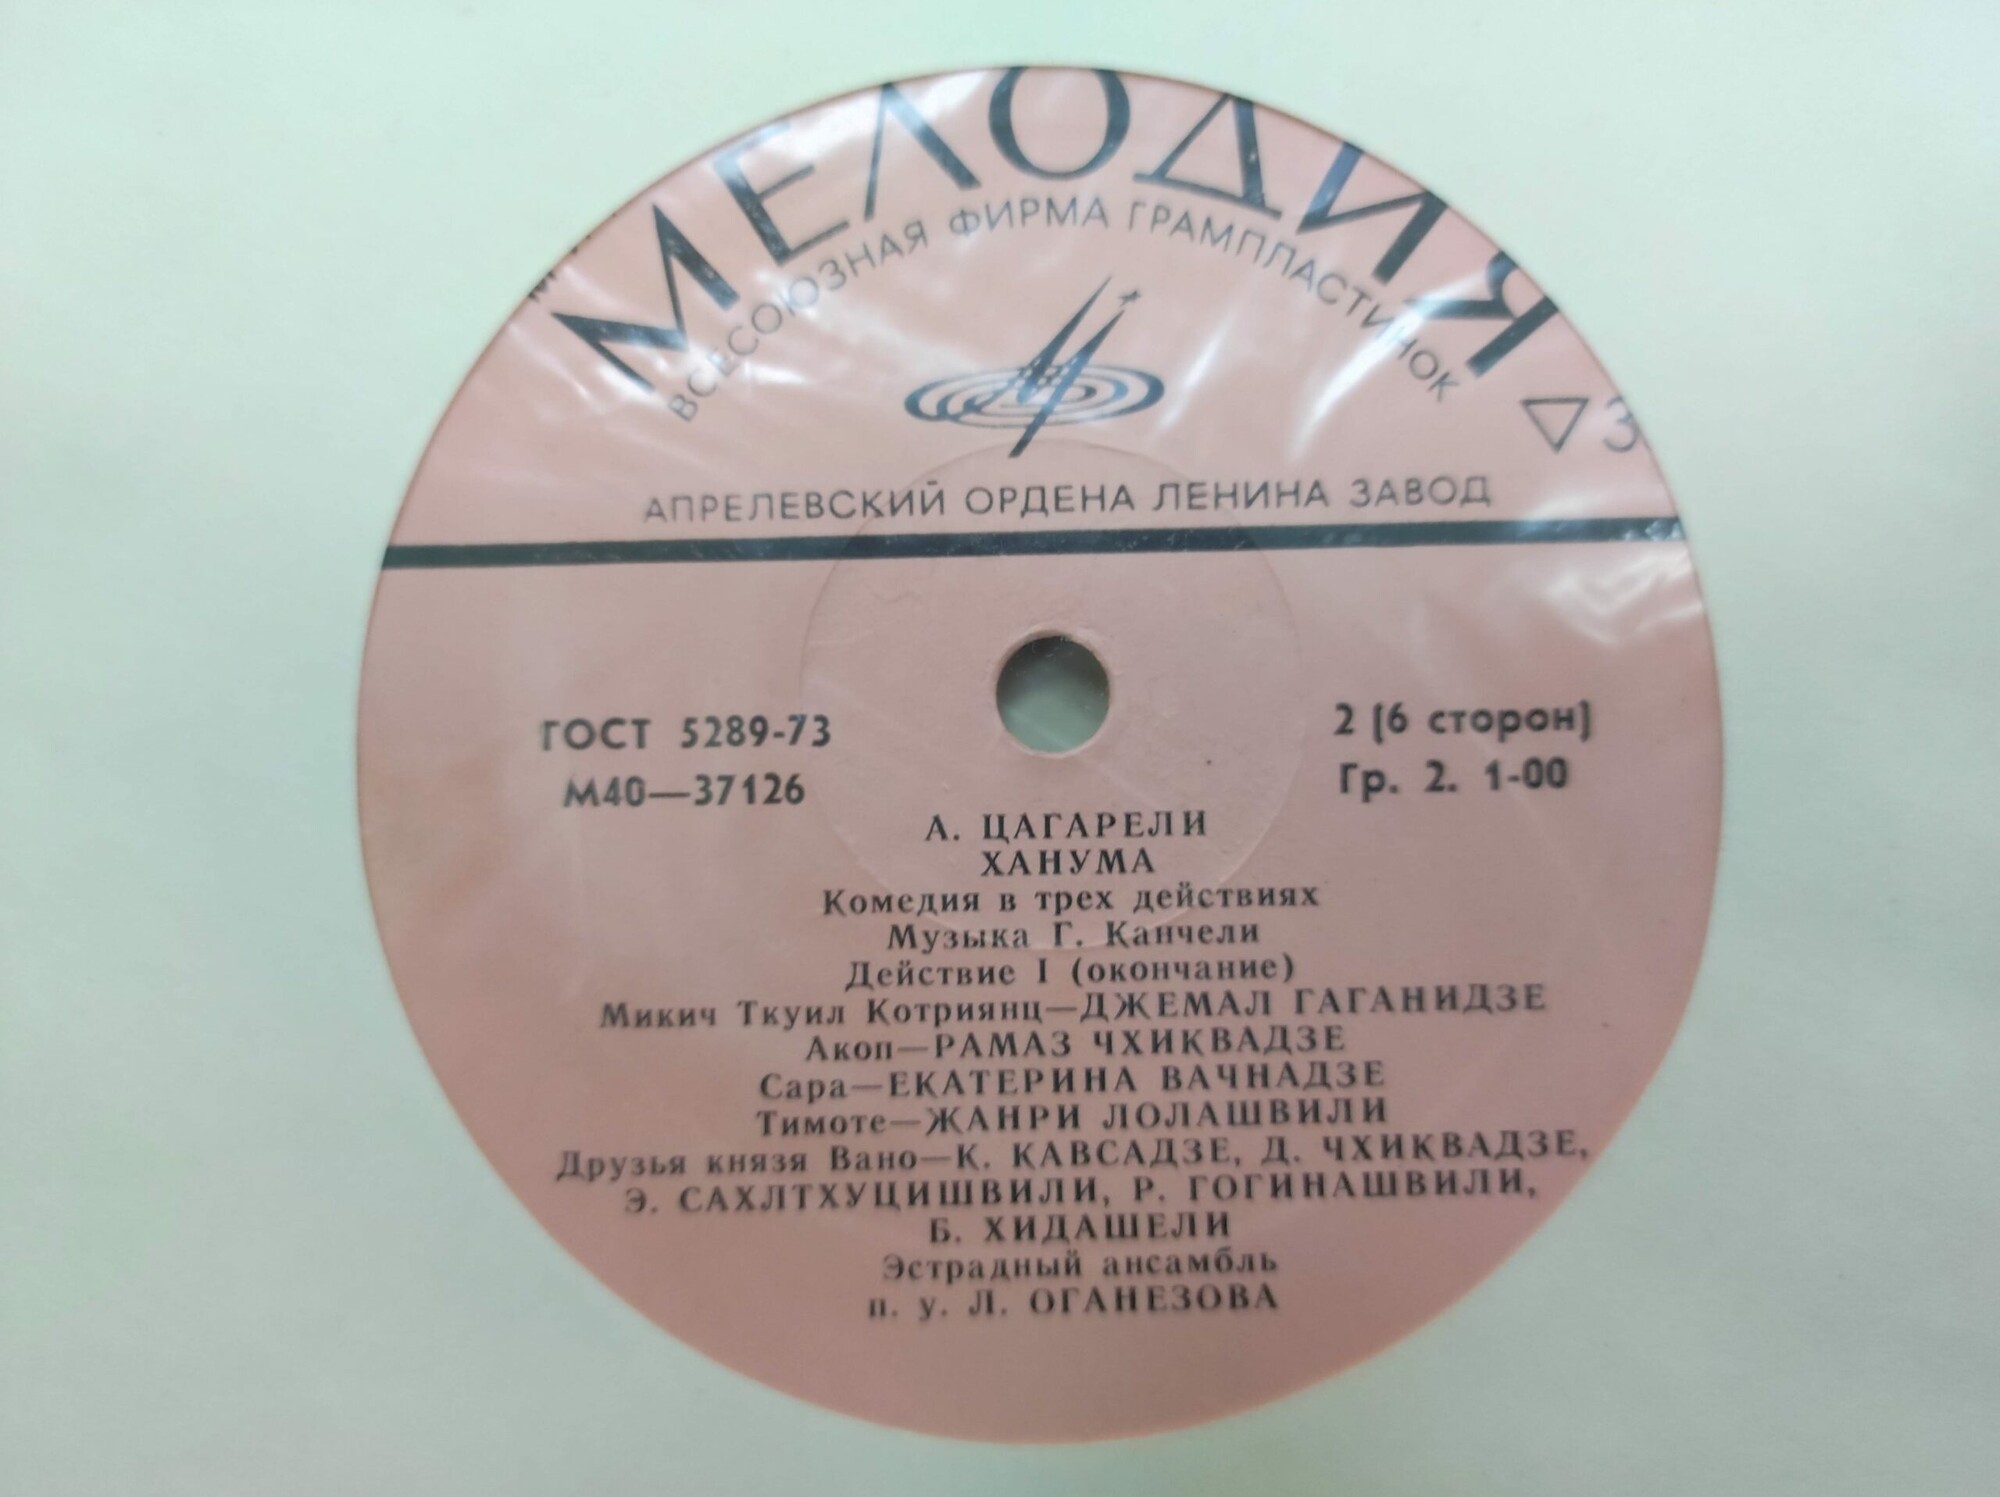 МЕЛОДИЯ
ВСЕСОЮЗНАЯ ФИРМА ГРАМПЛАСТИНОК
▽ 3
АПРЕЛЕВСКИЙ ОРДЕНА ЛЕНИНА ЗАВОД
ГОСТ 5289-73
М40—37126
2 (6 сторон)
Гр. 2. 1-00
А. ЦАГАРЕЛИ
ХАНУМА
Комедия в трех действиях
Музыка Г. Канчели
Действие I (окончание)
Микич Ткуил Котриянц—ДЖЕМАЛ ГАГАНИДЗЕ
Акоп—РАМАЗ ЧХИКВАДЗЕ
Сара—ЕКАТЕРИНА ВАЧНАДЗЕ
Тимоте—ЖАНРИ ЛОЛАШВИЛИ
Друзья князя Вано—К. КАВСАДЗЕ, Д. ЧХИКВАДЗЕ,
Э. САХЛТХУЦИШВИЛИ, Р. ГОГИНАШВИЛИ,
Б. ХИДАШЕЛИ
Эстрадный ансамбль
п. у. Л. ОГАНЕЗОВА